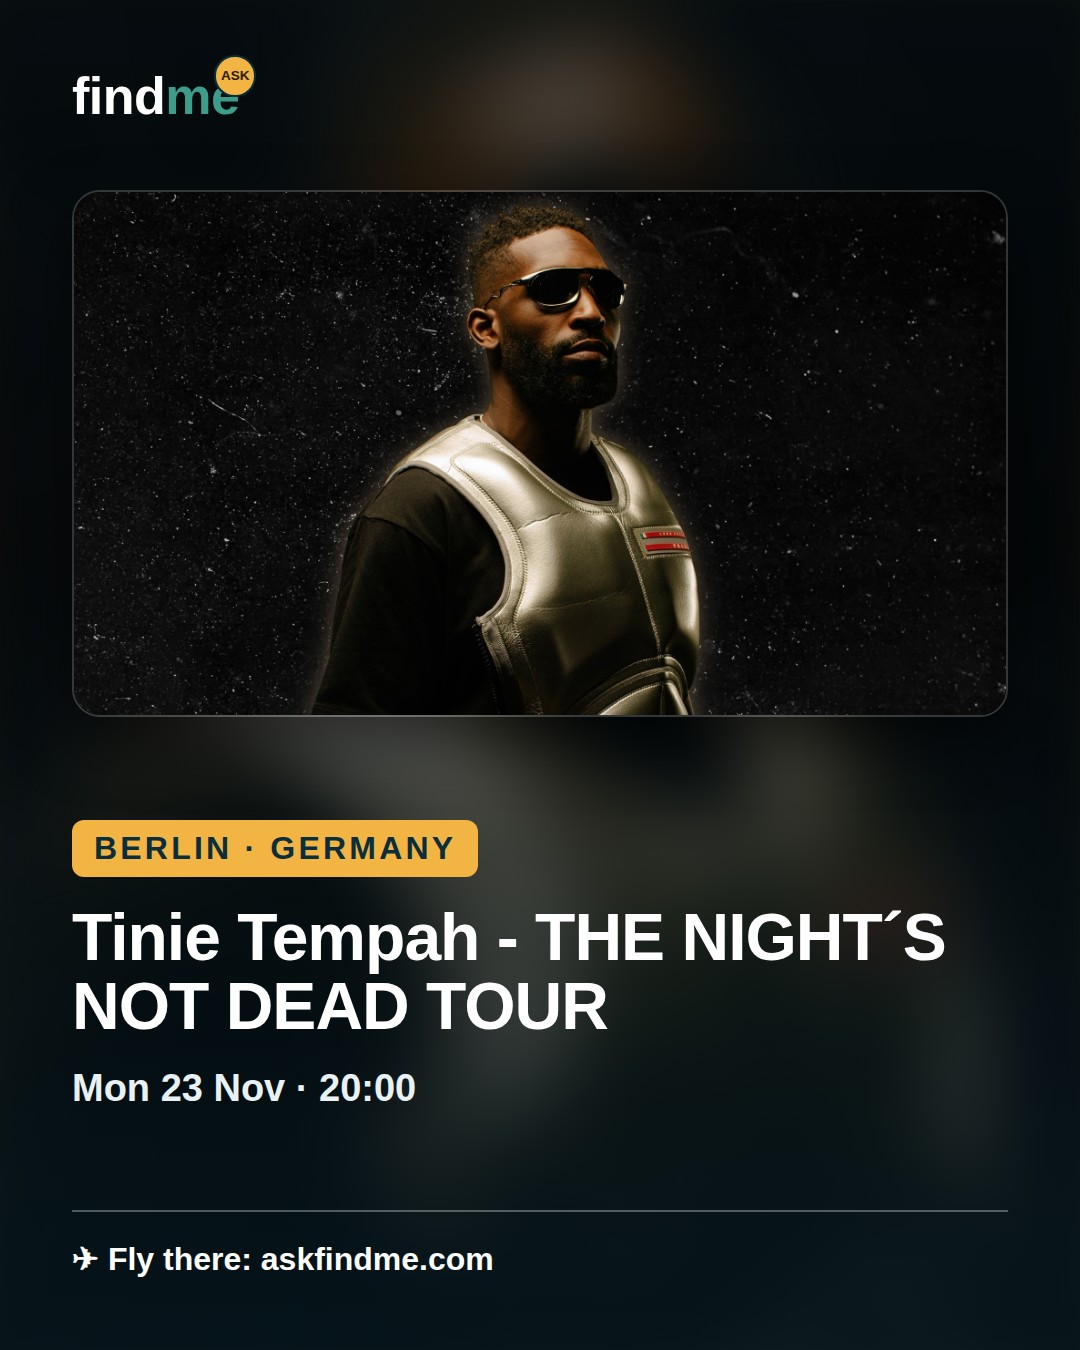 findme
ASK
BERLIN · GERMANY
Tinie Tempah - THE NIGHT´S
NOT DEAD TOUR
Mon 23 Nov · 20:00
✈ Fly there: askfindme.com